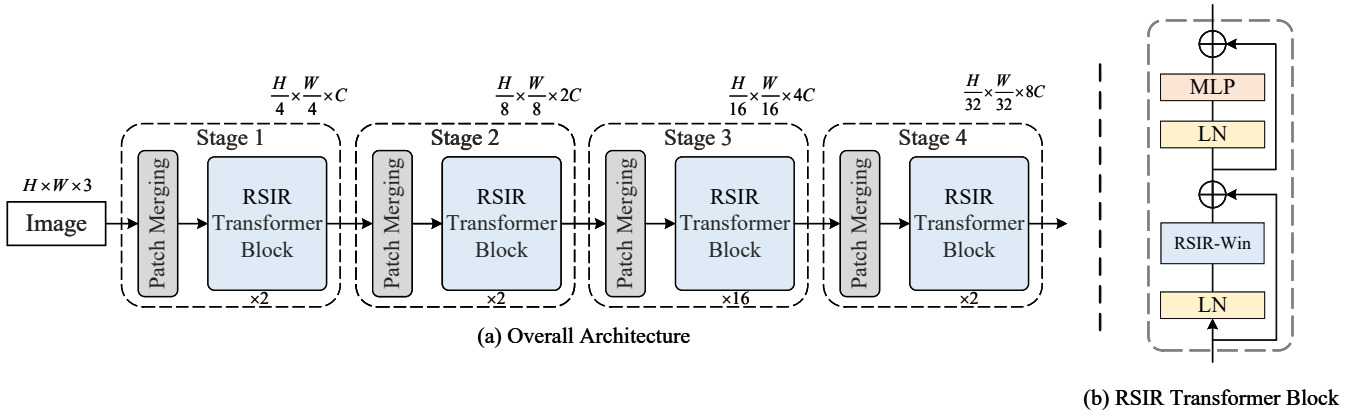 H/4 × W/4 × C
H/8 × W/8 × 2C
H/16 × W/16 × 4C
H/32 × W/32 × 8C
H×W×3
Image
Stage 1
Patch Merging
RSIR
Transformer
Block
×2
Stage 2
Patch Merging
RSIR
Transformer
Block
×2
Stage 3
Patch Merging
RSIR
Transformer
Block
×16
Stage 4
Patch Merging
RSIR
Transformer
Block
×2
(a) Overall Architecture
MLP
LN
RSIR-Win
LN
(b) RSIR Transformer Block